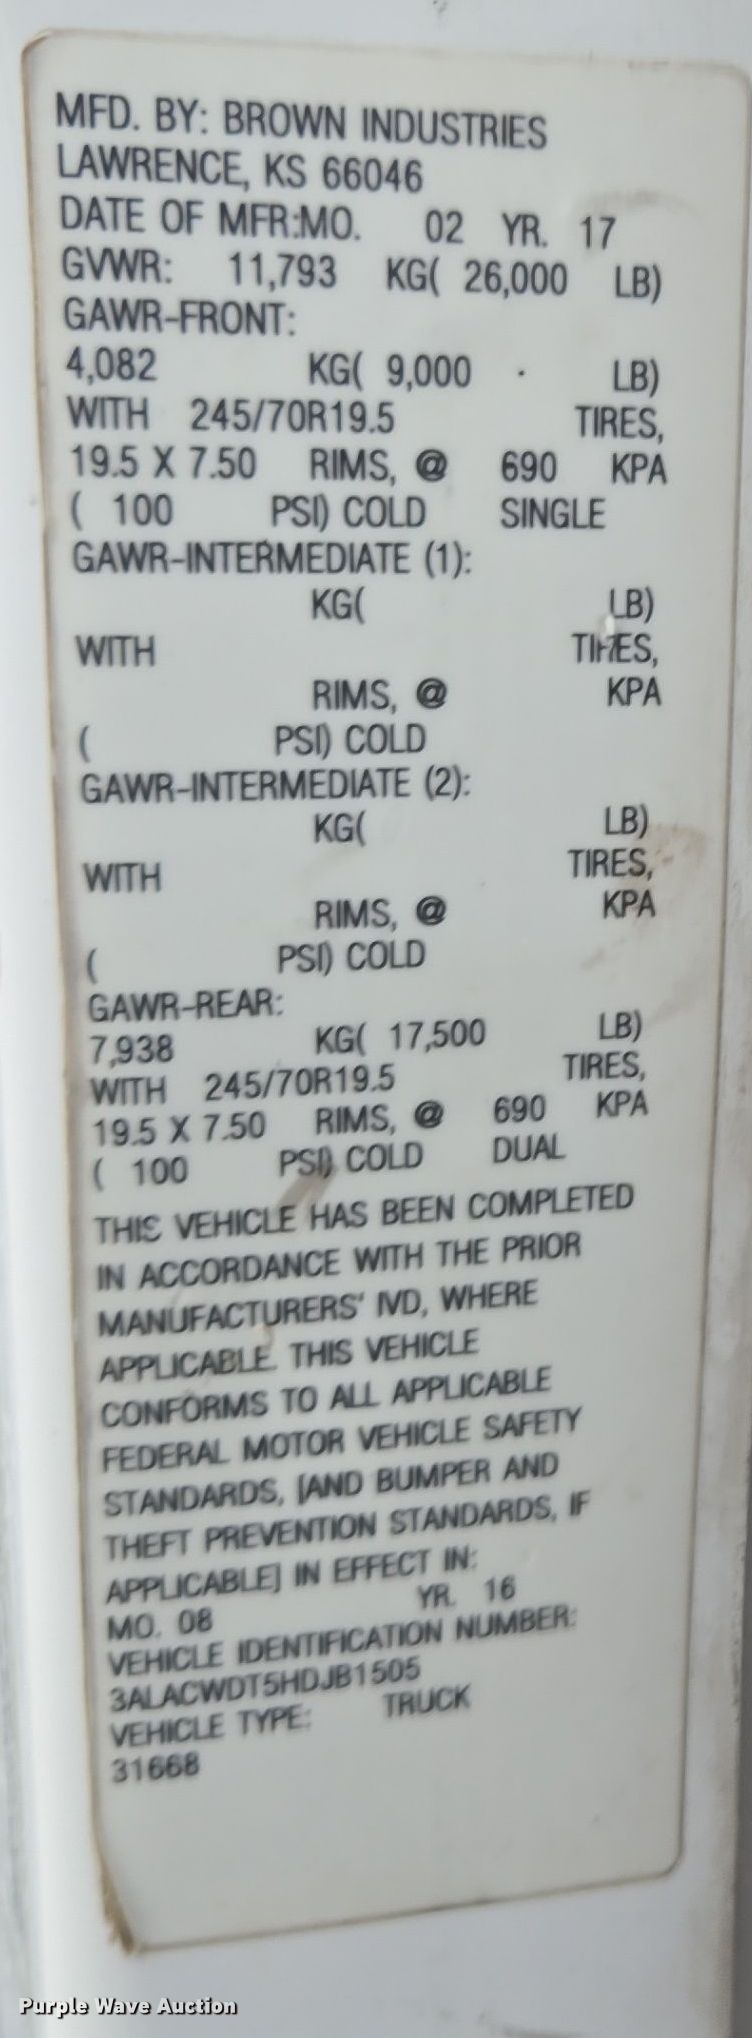 MFD. BY: BROWN INDUSTRIES
LAWRENCE, KS 66046
DATE OF MFR:MO. 02 YR. 17
GVWR: 11,793 KG( 26,000 LB)
GAWR-FRONT:
4,082 KG( 9,000 LB)
WITH 245/70R19.5 TIRES,
19.5 X 7.50 RIMS, @ 690 KPA
( 100 PSI) COLD SINGLE
GAWR-INTERMEDIATE (1):
KG( LB)
WITH TIRES,
RIMS, @ KPA
( PSI) COLD
GAWR-INTERMEDIATE (2):
KG( LB)
WITH TIRES,
RIMS, @ KPA
( PSI) COLD
GAWR-REAR:
7,938 KG( 17,500 LB)
WITH 245/70R19.5 TIRES,
19.5 X 7.50 RIMS, @ 690 KPA
( 100 PSI) COLD DUAL
THIS VEHICLE HAS BEEN COMPLETED
IN ACCORDANCE WITH THE PRIOR
MANUFACTURERS' IVD, WHERE
APPLICABLE. THIS VEHICLE
CONFORMS TO ALL APPLICABLE
FEDERAL MOTOR VEHICLE SAFETY
STANDARDS, [AND BUMPER AND
THEFT PREVENTION STANDARDS, IF
APPLICABLE] IN EFFECT IN:
MO. 08 YR. 16
VEHICLE IDENTIFICATION NUMBER:
3ALACWDT5HDJB1505
VEHICLE TYPE: TRUCK
31668
Purple Wave Auction